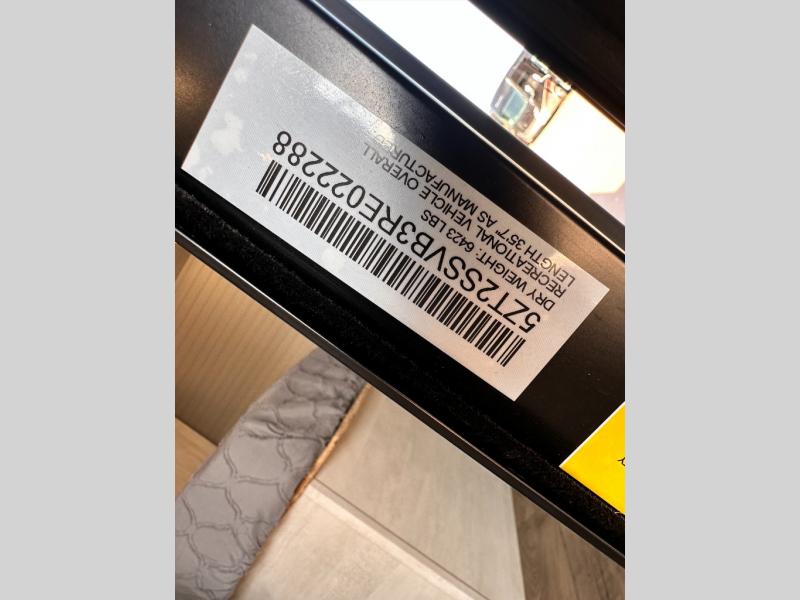 5ZT2SSVB3RE022288
DRY WEIGHT: 6423 LBS
RECREATIONAL VEHICLE OVERALL
LENGTH 35'7" AS MANUFACTURED